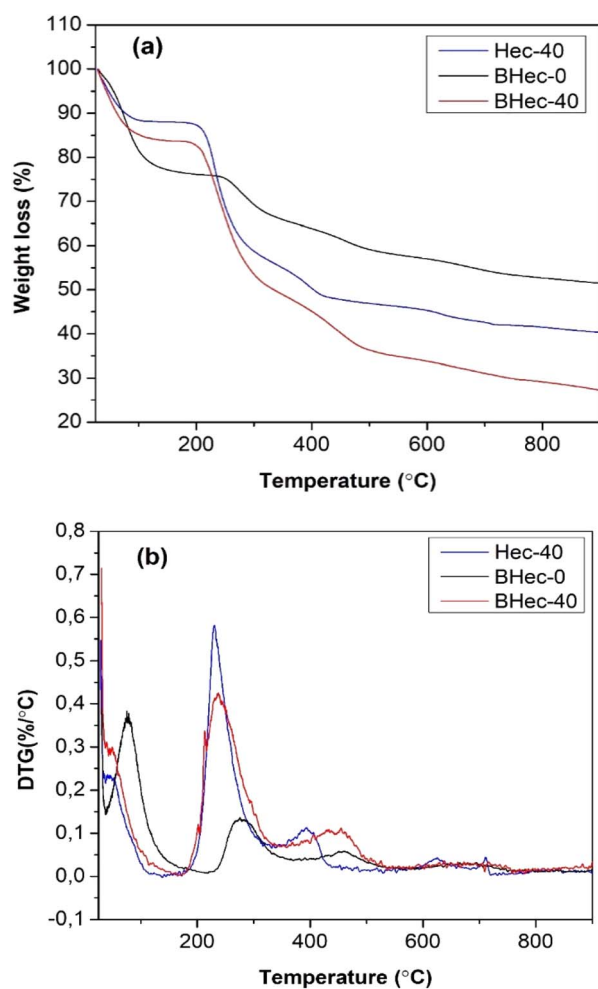 (a)
Hec-40
BHec-0
BHec-40
Weight loss (%)
110
100
90
80
70
60
50
40
30
20
200
400
600
800
Temperature (°C)
(b)
Hec-40
BHec-0
BHec-40
DTG(%/°C)
0,8
0,7
0,6
0,5
0,4
0,3
0,2
0,1
0,0
-0,1
200
400
600
800
Temperature (°C)